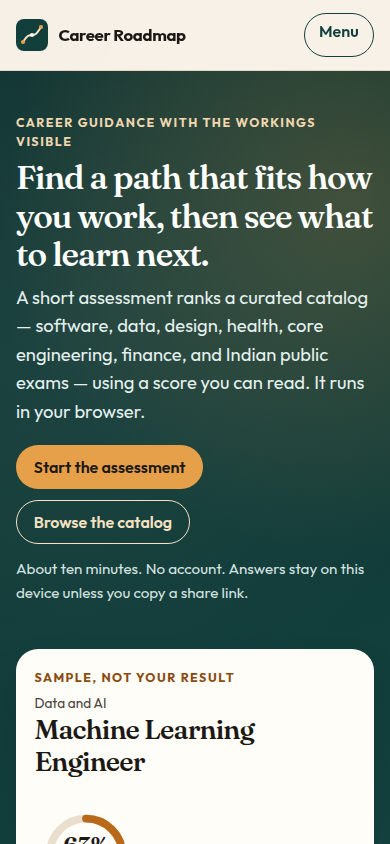 Career Roadmap
Menu
CAREER GUIDANCE WITH THE WORKINGS
VISIBLE
Find a path that fits how
you work, then see what
to learn next.
A short assessment ranks a curated catalog
— software, data, design, health, core
engineering, finance, and Indian public
exams — using a score you can read. It runs
in your browser.
Start the assessment
Browse the catalog
About ten minutes. No account. Answers stay on this
device unless you copy a share link.
SAMPLE, NOT YOUR RESULT
Data and AI
Machine Learning
Engineer